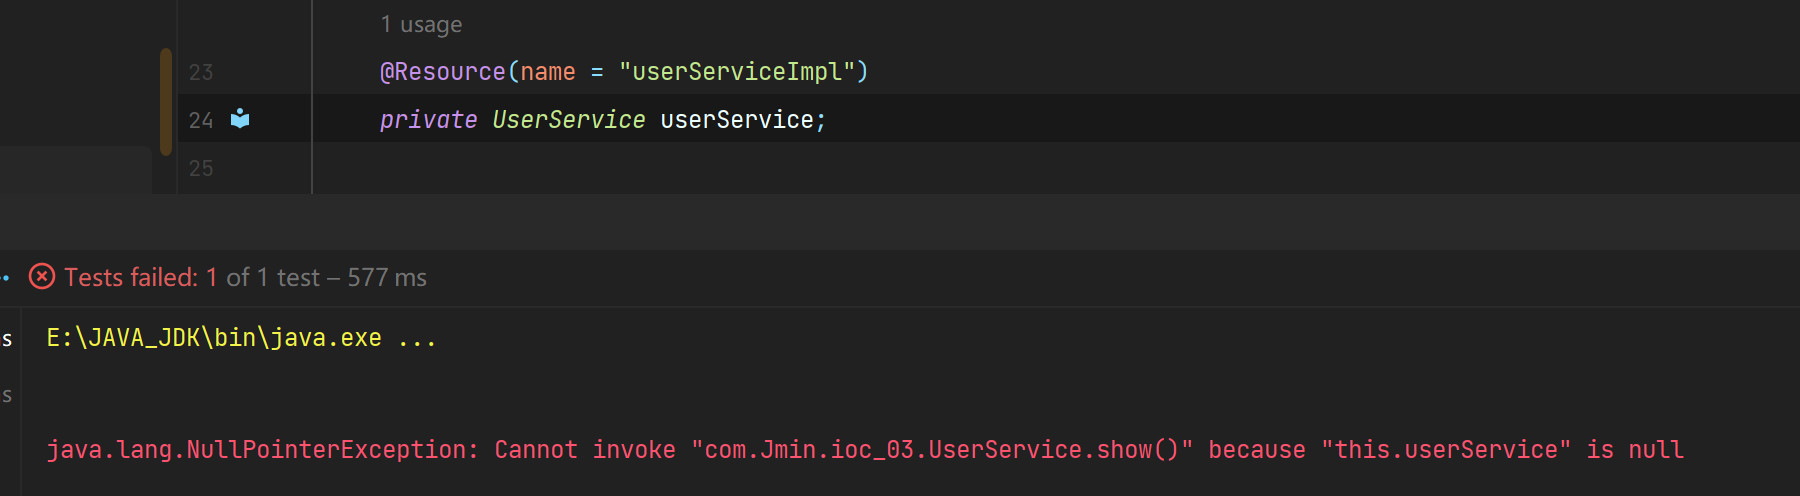 1 usage
23 @Resource(name = "userServiceImpl")
24 private UserService userService;
25
Tests failed: 1 of 1 test – 577 ms
s E:\JAVA_JDK\bin\java.exe ...
s
java.lang.NullPointerException: Cannot invoke "com.Jmin.ioc_03.UserService.show()" because "this.userService" is null